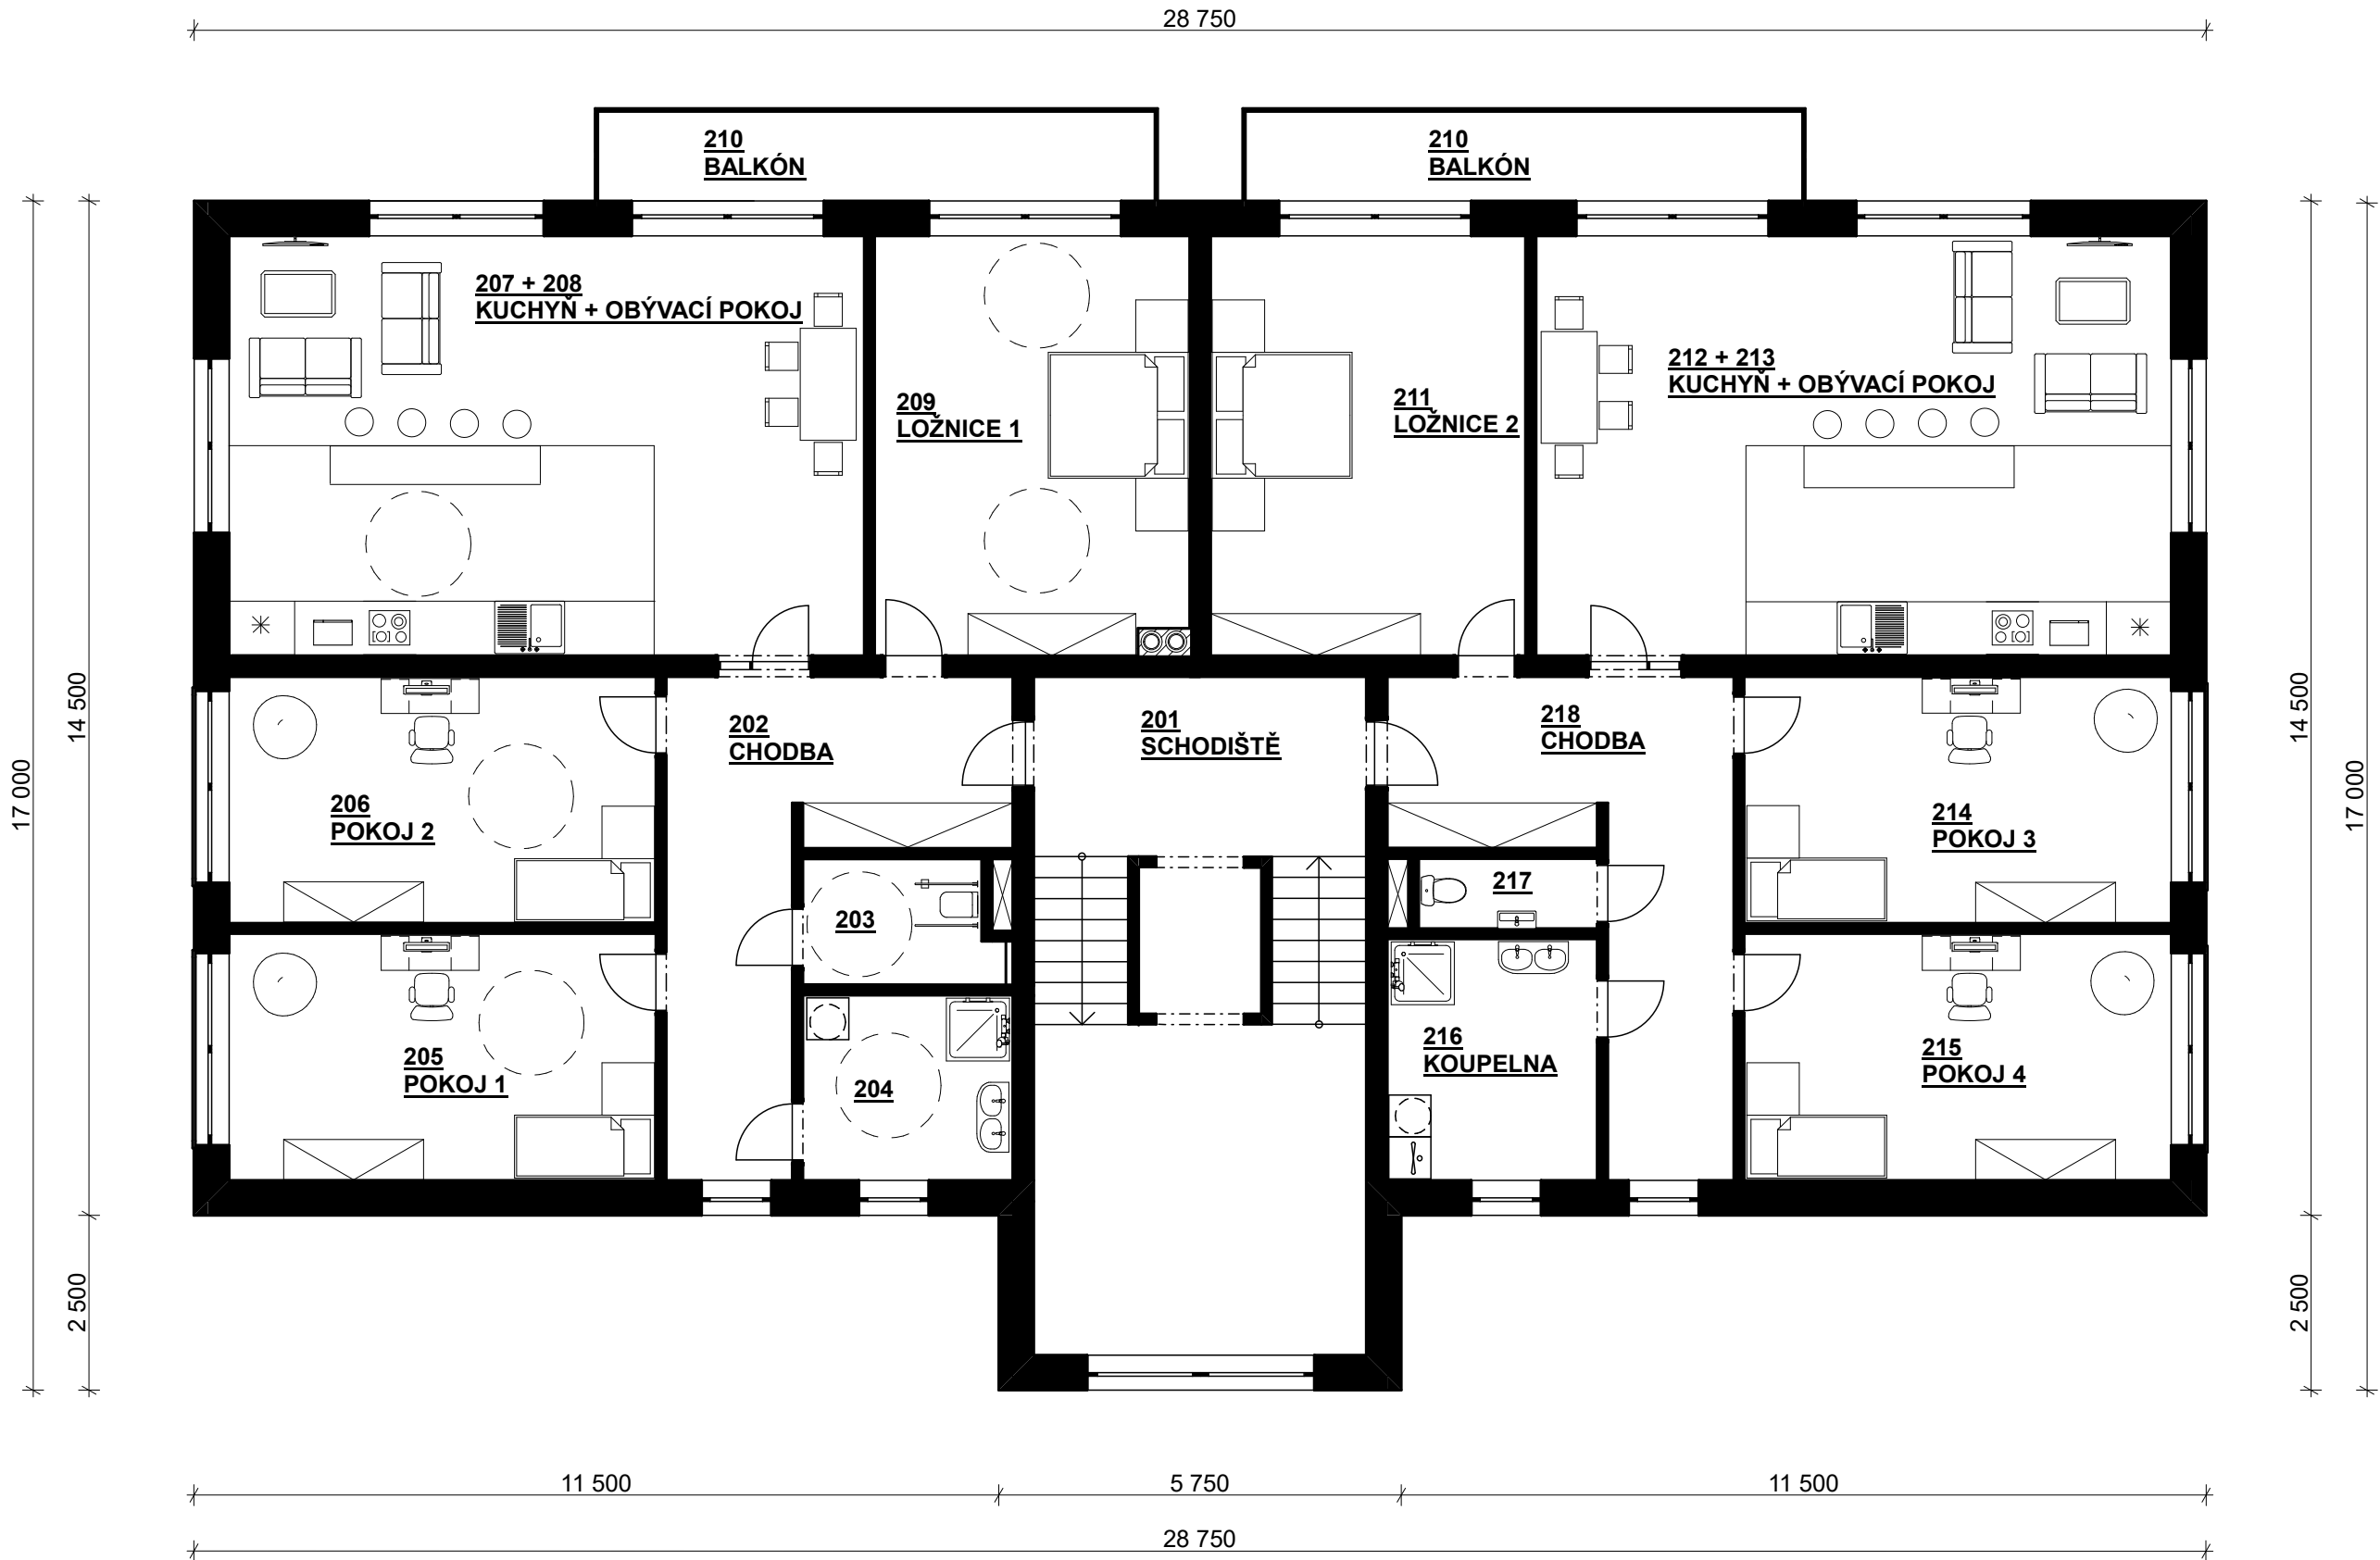 28 750
210
BALKÓN
210
BALKÓN
207 + 208
KUCHYŇ + OBÝVACÍ POKOJ
212 + 213
KUCHYŇ + OBÝVACÍ POKOJ
209
LOŽNICE 1
211
LOŽNICE 2
14 500
17 000
202
CHODBA
201
SCHODIŠTĚ
218
CHODBA
14 500
17 000
206
POKOJ 2
214
POKOJ 3
203
217
205
POKOJ 1
204
216
KOUPELNA
215
POKOJ 4
2 500
2 500
11 500
5 750
11 500
28 750